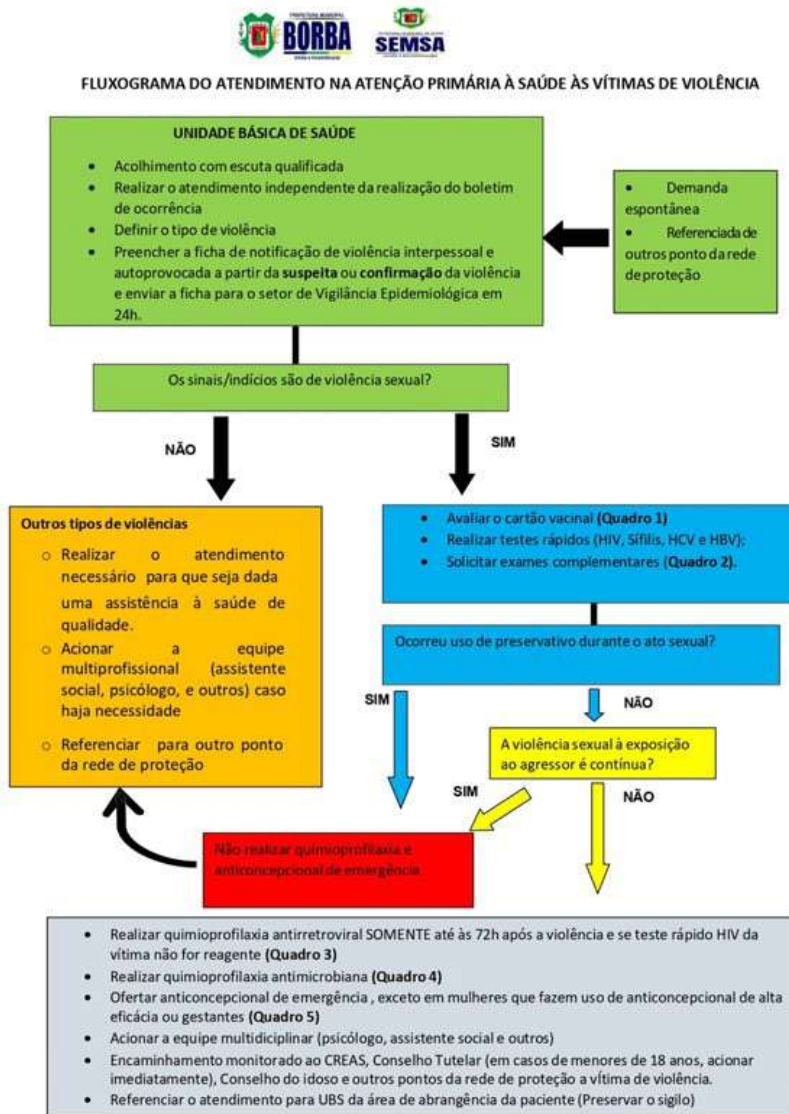 PREFEITURA MUNICIPAL
BORBA
SEMSA
FLUXOGRAMA DO ATENDIMENTO NA ATENÇÃO PRIMÁRIA À SAÚDE ÀS VÍTIMAS DE VIOLÊNCIA
UNIDADE BÁSICA DE SAÚDE
• Acolhimento com escuta qualificada
• Realizar o atendimento independente da realização do boletim
de ocorrência
• Definir o tipo de violência
• Preencher a ficha de notificação de violência interpessoal e
autoprovocada a partir da suspeita ou confirmação da violência
e enviar a ficha para o setor de Vigilância Epidemiológica em
24h.
• Demanda
espontânea
• Referenciada de
outros ponto da rede
de proteção
Os sinais/indícios são de violência sexual?
NÃO
SIM
Outros tipos de violências
o Realizar o atendimento
necessário para que seja dada
uma assistência à saúde de
qualidade.
o Acionar a equipe
multiprofissional (assistente
social, psicólogo, e outros) caso
haja necessidade
o Referenciar para outro ponto
da rede de proteção
• Avaliar o cartão vacinal (Quadro 1)
• Realizar testes rápidos (HIV, Sífilis, HCV e HBV);
• Solicitar exames complementares (Quadro 2).
Ocorreu uso de preservativo durante o ato sexual?
SIM
NÃO
A violência sexual à exposição
ao agressor é contínua?
SIM
NÃO
Não realizar quimioprofilaxia e
anticoncepcional de emergência
• Realizar quimioprofilaxia antirretroviral SOMENTE até às 72h após a violência e se teste rápido HIV da
vítima não for reagente (Quadro 3)
• Realizar quimioprofilaxia antimicrobiana (Quadro 4)
• Ofertar anticoncepcional de emergência , exceto em mulheres que fazem uso de anticoncepcional de alta
eficácia ou gestantes (Quadro 5)
• Acionar a equipe multidiciplinar (psicólogo, assistente social e outros)
• Encaminhamento monitorado ao CREAS, Conselho Tutelar (em casos de menores de 18 anos, acionar
imediatamente), Conselho do idoso e outros pontos da rede de proteção a vítima de violência.
• Referenciar o atendimento para UBS da área de abrangência da paciente (Preservar o sigilo)